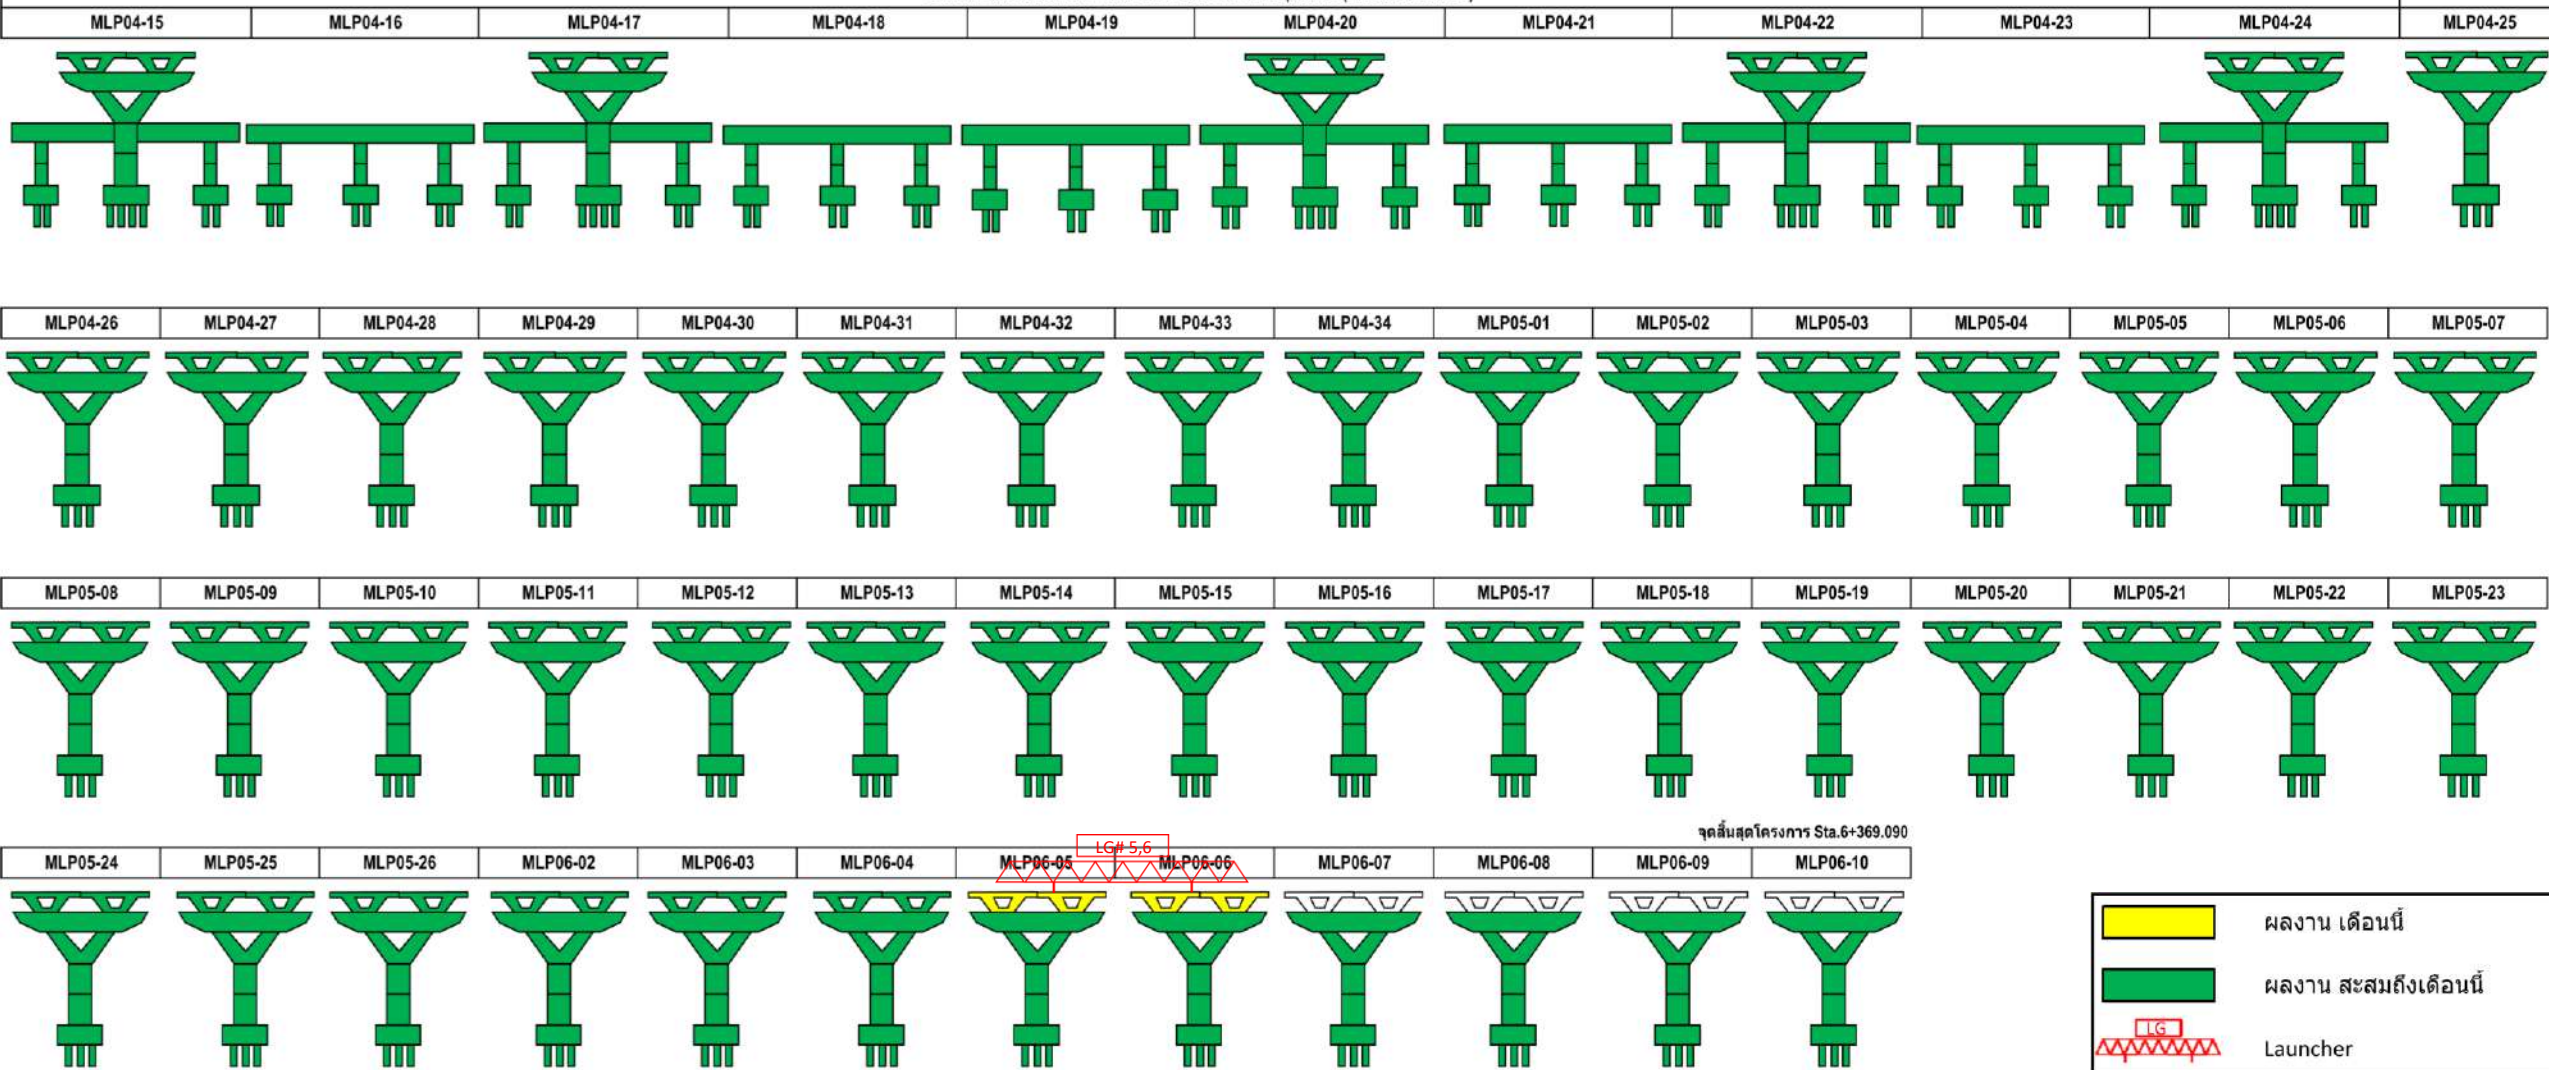 MLP04-15 MLP04-16 MLP04-17 MLP04-18 MLP04-19 MLP04-20 MLP04-21 MLP04-22 MLP04-23 MLP04-24 MLP04-25
MLP04-26 MLP04-27 MLP04-28 MLP04-29 MLP04-30 MLP04-31 MLP04-32 MLP04-33 MLP04-34 MLP05-01 MLP05-02 MLP05-03 MLP05-04 MLP05-05 MLP05-06 MLP05-07
MLP05-08 MLP05-09 MLP05-10 MLP05-11 MLP05-12 MLP05-13 MLP05-14 MLP05-15 MLP05-16 MLP05-17 MLP05-18 MLP05-19 MLP05-20 MLP05-21 MLP05-22 MLP05-23
จุดสิ้นสุดโครงการ Sta.6+369.090
LG# 5,6
MLP05-24 MLP05-25 MLP05-26 MLP06-02 MLP06-03 MLP06-04 MLP06-05 MLP06-06 MLP06-07 MLP06-08 MLP06-09 MLP06-10
ผลงาน เดือนนี้
ผลงาน สะสมถึงเดือนนี้
LG
Launcher